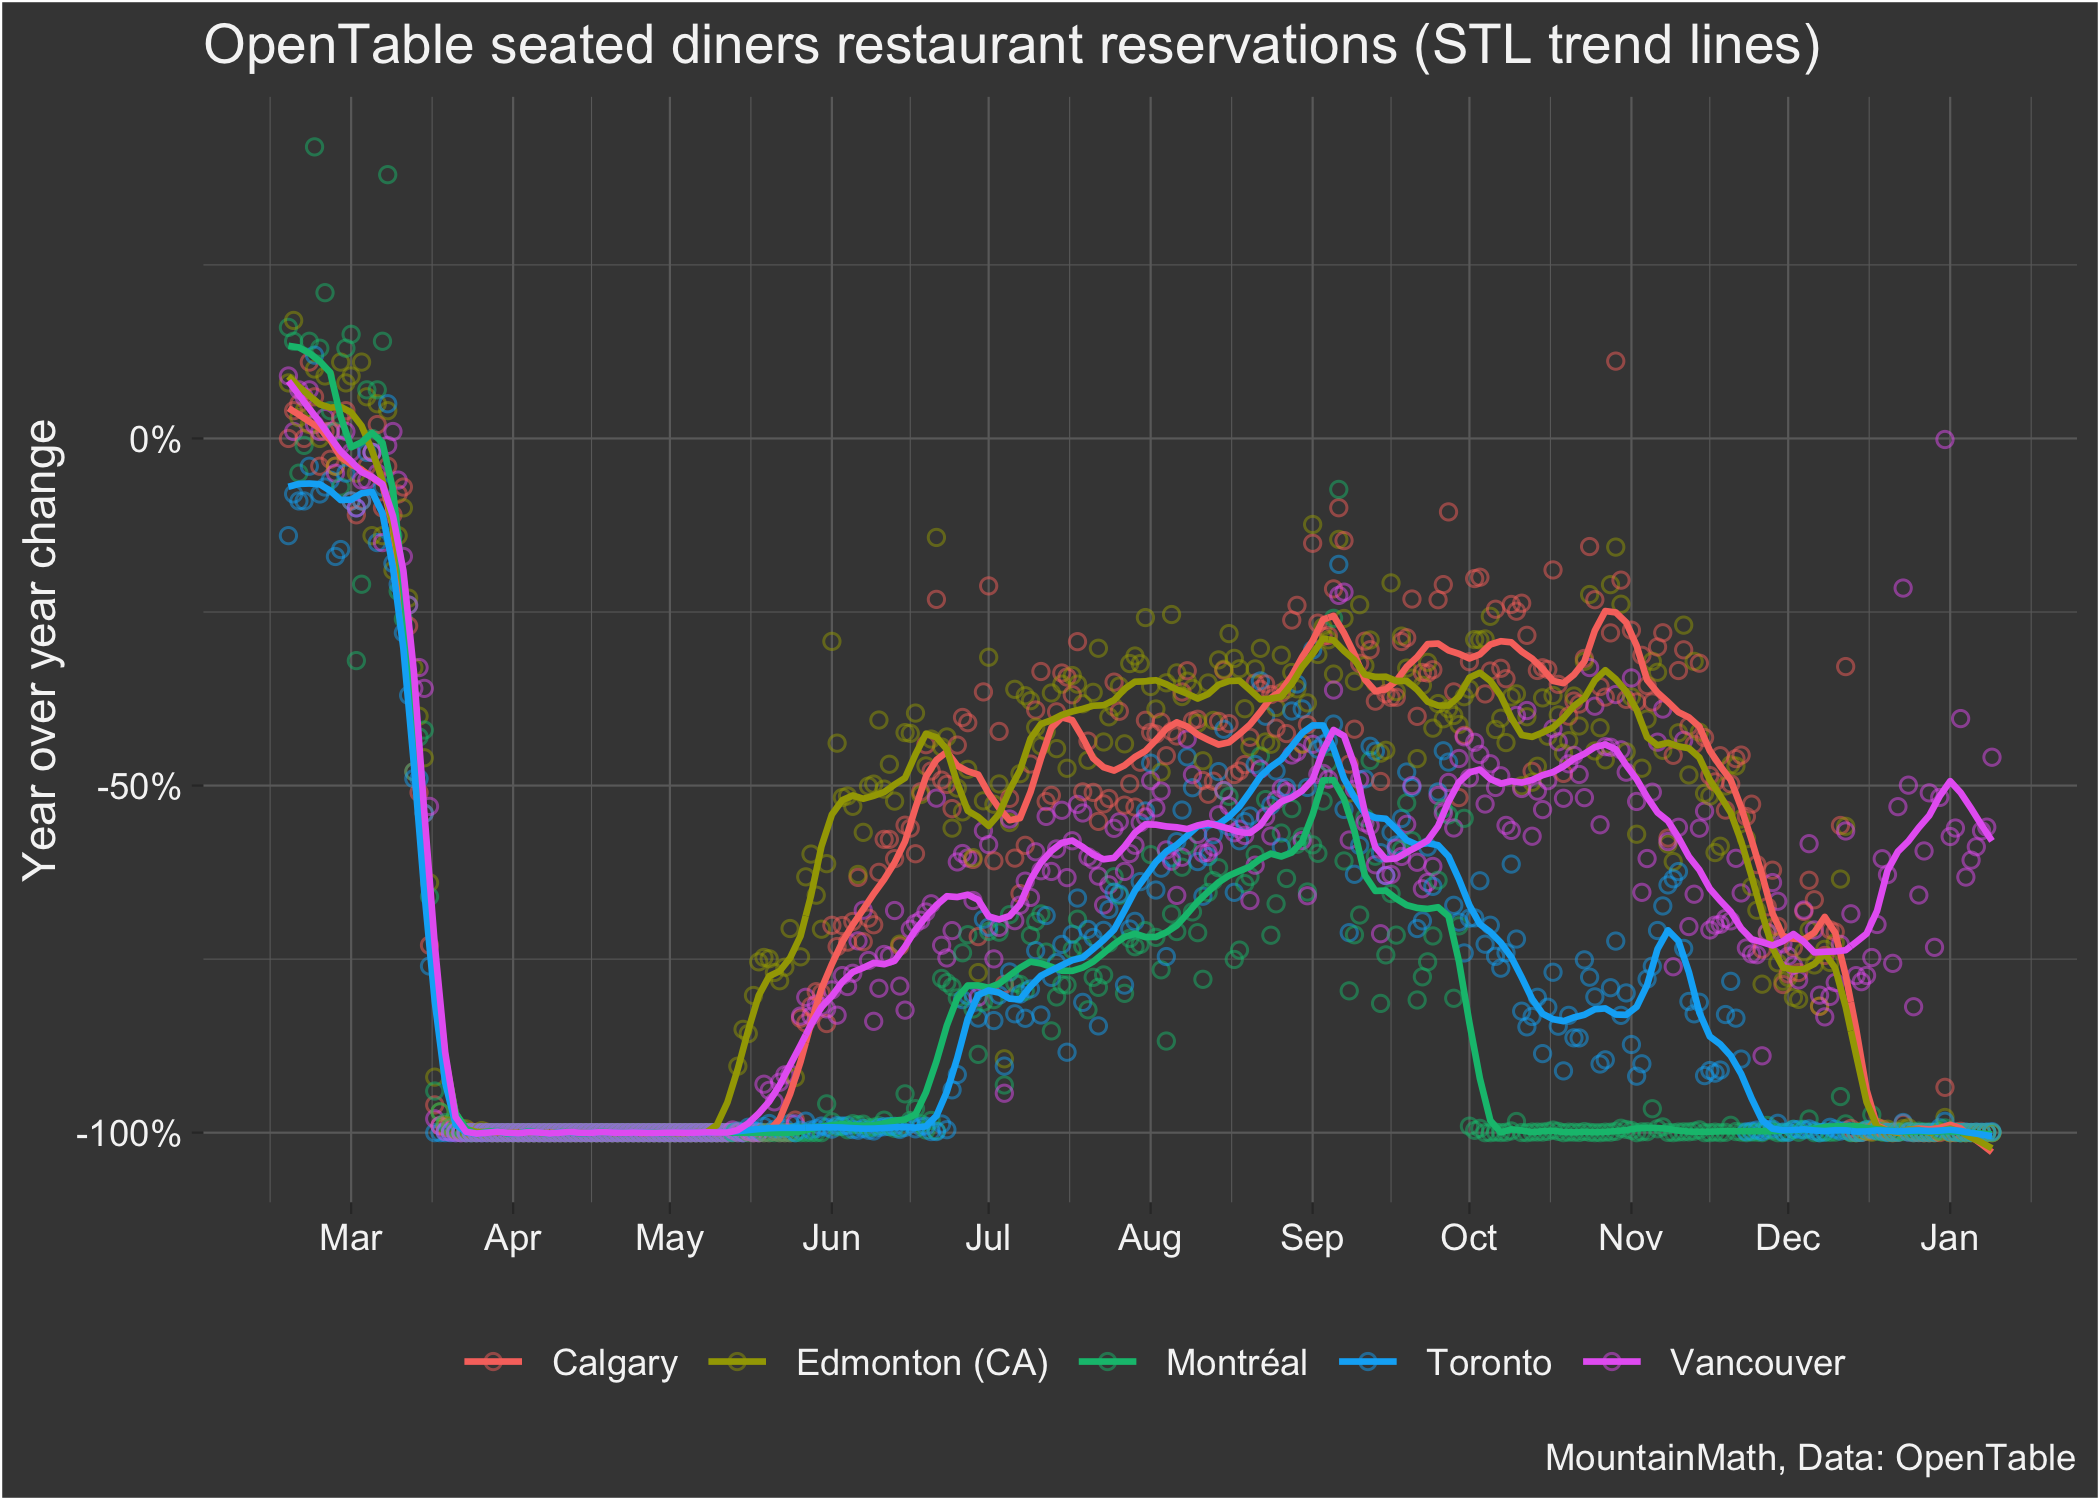 OpenTable seated diners restaurant reservations (STL trend lines)
Year over year change
0%
-50%
-100%
Mar Apr May Jun Jul Aug Sep Oct Nov Dec Jan
Calgary Edmonton (CA) Montréal Toronto Vancouver
MountainMath, Data: OpenTable